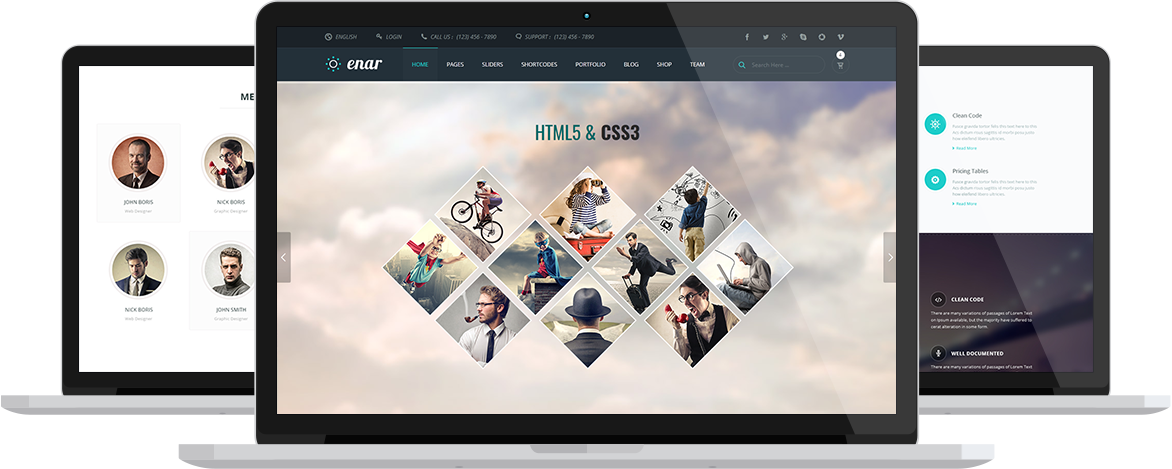 ENGLISH LOGIN CALL US : (123) 456 - 7890 SUPPORT : (123) 456 - 7890
enar HOME PAGES SLIDERS SHORTCODES PORTFOLIO BLOG SHOP TEAM Search Here ...
HTML5 & CSS3
ME
JOHN BORIS
Web Designer
NICK BORIS
Graphic Designer
NICK BORIS
Web Designer
JOHN SMITH
Graphic Designer
Clean Code
Read More
Pricing Tables
Read More
CLEAN CODE
There are many variations of passages of Lorem Text
on Ipsum available, but the majority have suffered to
cecet alteration in some form.
WELL DOCUMENTED
There are many variations of passages of Lorem Text